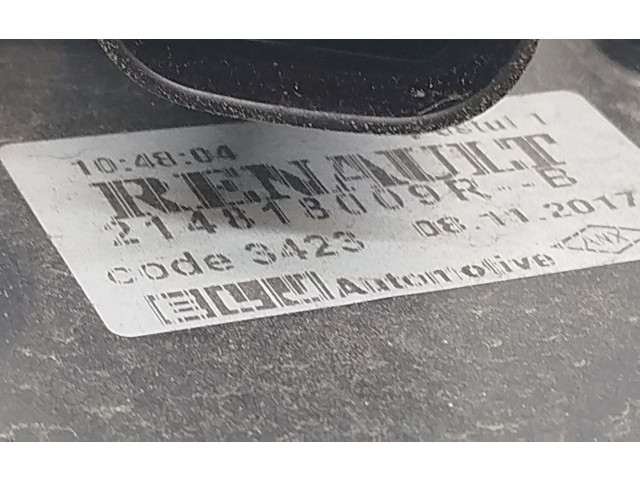 10:48:04
RENAULT
214818009R--B
code 3423 08.11.2017
Automotive